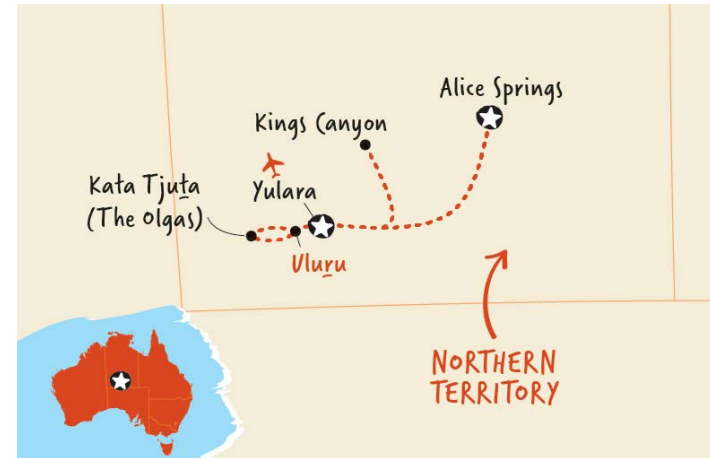 Alice Springs
Kings Canyon
Kata Tjuṯa
(The Olgas)
Yulara
Uluṟu
NORTHERN
TERRITORY